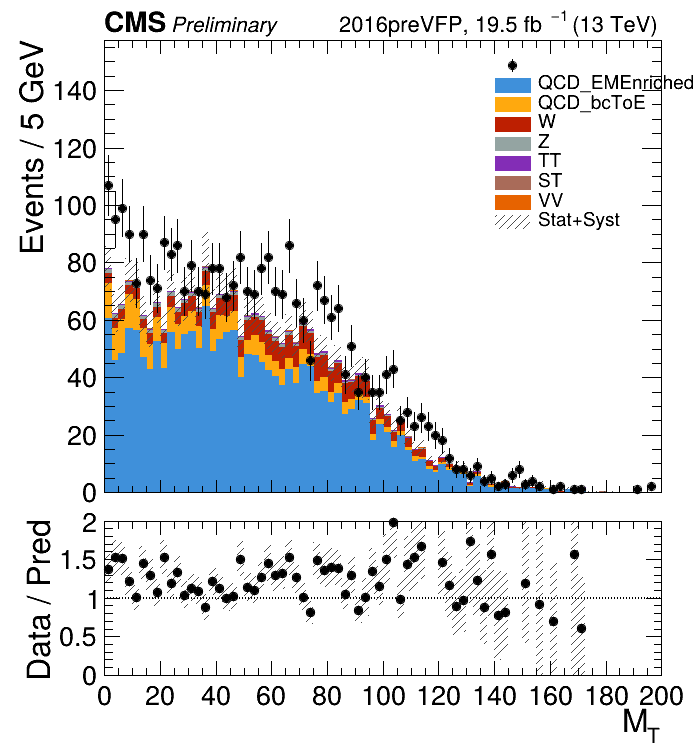 CMS Preliminary 2016preVFP, 19.5 fb⁻¹ (13 TeV)
Events / 5 GeV
140
120
100
80
60
40
20
0
QCD_EMEnriched
QCD_bcToE
W
Z
TT
ST
VV
Stat+Syst
Data / Pred
2
1.5
1
0.5
0
0 20 40 60 80 100 120 140 160 180 200
M_T